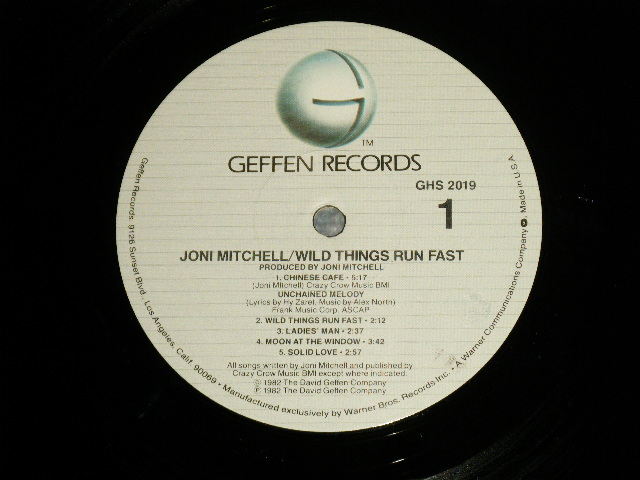 TM
GEFFEN RECORDS
GHS 2019
1
JONI MITCHELL/WILD THINGS RUN FAST
PRODUCED BY JONI MITCHELL
1. CHINESE CAFE - 5:17
(Joni Mitchell) Crazy Crow Music BMI
UNCHAINED MELODY
(Lyrics by Hy Zaret, Music by Alex North)
Frank Music Corp. ASCAP
2. WILD THINGS RUN FAST - 2:12
3. LADIES' MAN - 2:37
4. MOON AT THE WINDOW - 3:42
5. SOLID LOVE - 2:57
All songs written by Joni Mitchell and published by
Crazy Crow Music BMI except where indicated.
© 1982 The David Geffen Company
℗ 1982 The David Geffen Company
Geffen Records, 9126 Sunset Blvd., Los Angeles, Calif. 90069 • Manufactured exclusively by Warner Bros. Records Inc. • A Warner Communications Company. Made in U.S.A.